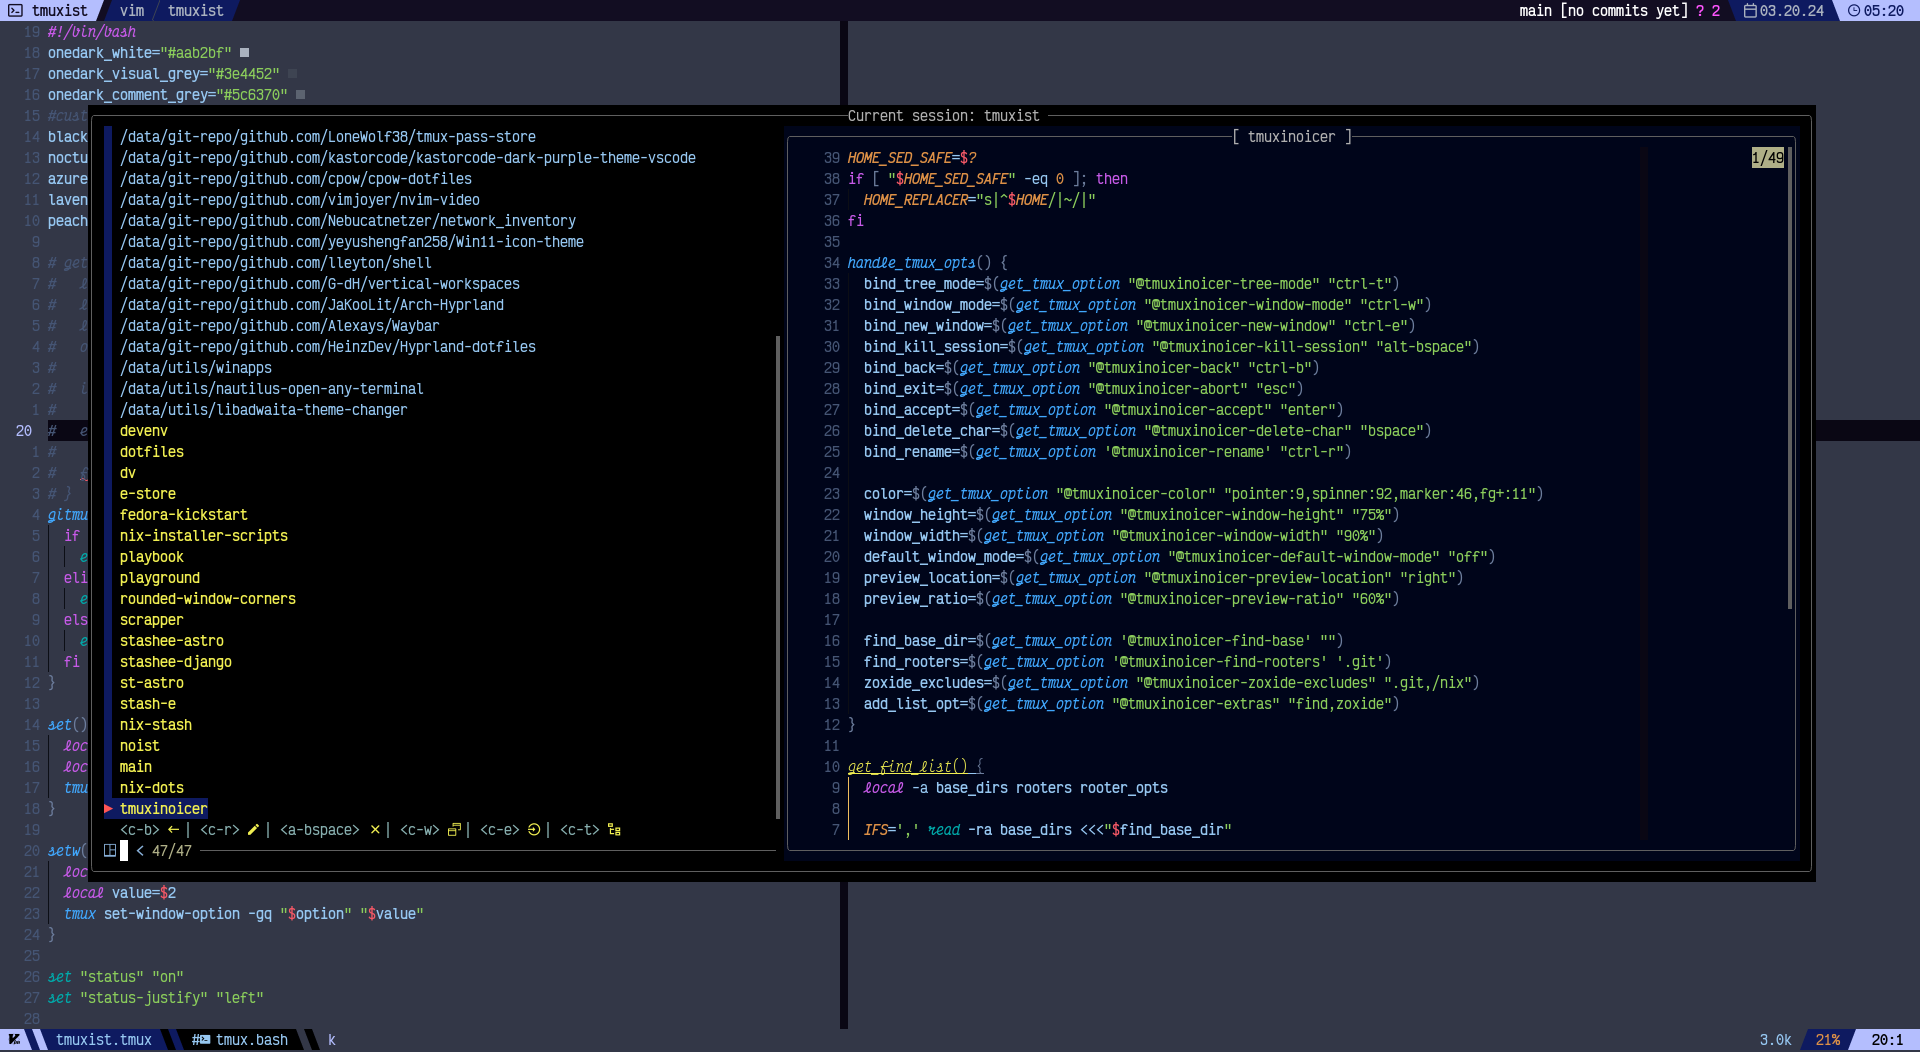 tmuxist vim tmuxist main [no commits yet] ? 2 03.20.24 05:20
19 #!/bin/bash
18 onedark_white="#aab2bf"
17 onedark_visual_grey="#3e4452"
16 onedark_comment_grey="#5c6370"
15 #cust
14 black
13 noctu
12 azure
11 laven
10 peach
9
8 # get
7 # l
6 # l
5 # l
4 # o
3 #
2 # l
1 #
20 # e
1 #
2 #
3 # }
4 gitmu
5 if
6 e
7 eli
8 e
9 els
10 e
11 fi
12 }
13
14 set()
15 loc
16 loc
17 tmu
18 }
19
20 setw(
21 loc
22 local value=$2
23 tmux set-window-option -gq "$option" "$value"
24 }
25
26 set "status" "on"
27 set "status-justify" "left"
28
Current session: tmuxist
/data/git-repo/github.com/LoneWolf38/tmux-pass-store
/data/git-repo/github.com/kastorcode/kastorcode-dark-purple-theme-vscode
/data/git-repo/github.com/cpow/cpow-dotfiles
/data/git-repo/github.com/vimjoyer/nvim-video
/data/git-repo/github.com/Nebucatnetzer/network_inventory
/data/git-repo/github.com/yeyushengfan258/Win11-icon-theme
/data/git-repo/github.com/lleyton/shell
/data/git-repo/github.com/G-dH/vertical-workspaces
/data/git-repo/github.com/JaKooLit/Arch-Hyprland
/data/git-repo/github.com/Alexays/Waybar
/data/git-repo/github.com/HeinzDev/Hyprland-dotfiles
/data/utils/winapps
/data/utils/nautilus-open-any-terminal
/data/utils/libadwaita-theme-changer
devenv
dotfiles
dv
e-store
fedora-kickstart
nix-installer-scripts
playbook
playground
rounded-window-corners
scrapper
stashee-astro
stashee-django
st-astro
stash-e
nix-stash
noist
main
nix-dots
tmuxinoicer
<c-b> ← | <c-r> | <a-bspace> × | <c-w> | <c-e> | <c-t>
< 47/47
[ tmuxinoicer ]
1/49
39 HOME_SED_SAFE=$?
38 if [ "$HOME_SED_SAFE" -eq 0 ]; then
37 HOME_REPLACER="s|^$HOME/|~/|"
36 fi
35
34 handle_tmux_opts() {
33 bind_tree_mode=$(get_tmux_option "@tmuxinoicer-tree-mode" "ctrl-t")
32 bind_window_mode=$(get_tmux_option "@tmuxinoicer-window-mode" "ctrl-w")
31 bind_new_window=$(get_tmux_option "@tmuxinoicer-new-window" "ctrl-e")
30 bind_kill_session=$(get_tmux_option "@tmuxinoicer-kill-session" "alt-bspace")
29 bind_back=$(get_tmux_option "@tmuxinoicer-back" "ctrl-b")
28 bind_exit=$(get_tmux_option "@tmuxinoicer-abort" "esc")
27 bind_accept=$(get_tmux_option "@tmuxinoicer-accept" "enter")
26 bind_delete_char=$(get_tmux_option "@tmuxinoicer-delete-char" "bspace")
25 bind_rename=$(get_tmux_option '@tmuxinoicer-rename' "ctrl-r")
24
23 color=$(get_tmux_option "@tmuxinoicer-color" "pointer:9,spinner:92,marker:46,fg+:11")
22 window_height=$(get_tmux_option "@tmuxinoicer-window-height" "75%")
21 window_width=$(get_tmux_option "@tmuxinoicer-window-width" "90%")
20 default_window_mode=$(get_tmux_option "@tmuxinoicer-default-window-mode" "off")
19 preview_location=$(get_tmux_option "@tmuxinoicer-preview-location" "right")
18 preview_ratio=$(get_tmux_option "@tmuxinoicer-preview-ratio" "60%")
17
16 find_base_dir=$(get_tmux_option '@tmuxinoicer-find-base' "")
15 find_rooters=$(get_tmux_option '@tmuxinoicer-find-rooters' '.git')
14 zoxide_excludes=$(get_tmux_option "@tmuxinoicer-zoxide-excludes" ".git,/nix")
13 add_list_opt=$(get_tmux_option "@tmuxinoicer-extras" "find,zoxide")
12 }
11
10 get_find_list() {
9 local -a base_dirs rooters rooter_opts
8
7 IFS=',' read -ra base_dirs <<<"$find_base_dir"
tmuxist.tmux # tmux.bash k 3.0k 21% 20:1